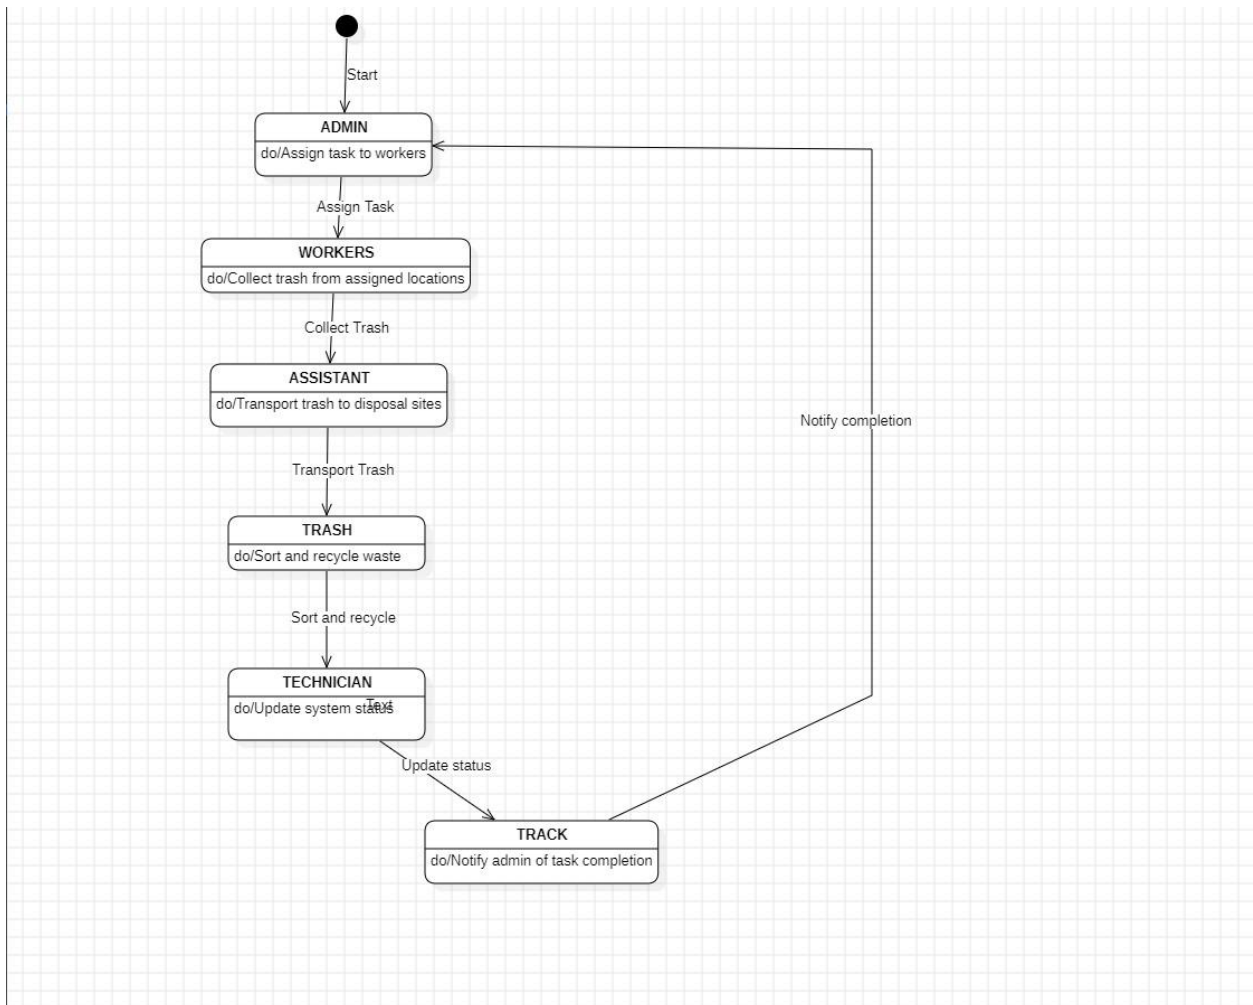 Start
ADMIN
do/Assign task to workers
Assign Task
WORKERS
do/Collect trash from assigned locations
Collect Trash
ASSISTANT
do/Transport trash to disposal sites
Notify completion
Transport Trash
TRASH
do/Sort and recycle waste
Sort and recycle
TECHNICIAN
do/Update system status
Text
Update status
TRACK
do/Notify admin of task completion